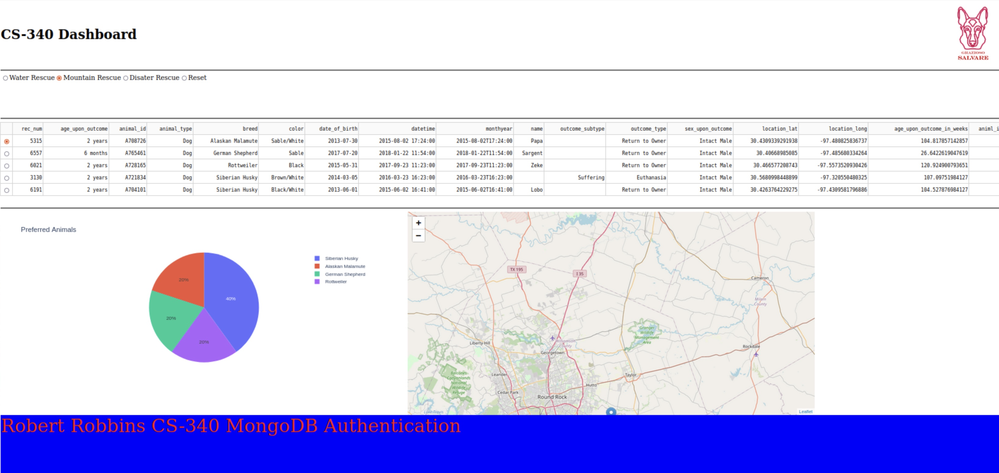 CS-340 Dashboard
GRAZIOSO
SALVARE
Water Rescue Mountain Rescue Disater Rescue Reset
rec_num age_upon_outcome animal_id animal_type breed color date_of_birth datetime monthyear name outcome_subtype outcome_type sex_upon_outcome location_lat location_long age_upon_outcome_in_weeks animl_i
5315 2 years A708726 Dog Alaskan Malamute Sable/White 2013-07-30 2015-08-02 17:24:00 2015-08-02T17:24:00 Papa Return to Owner Intact Male 30.4309339291938 -97.480825836737 104.817857142857
6557 6 months A765461 Dog German Shepherd Sable 2017-07-20 2018-01-22 11:54:00 2018-01-22T11:54:00 Sargent Return to Owner Intact Male 30.40668985085 -97.485680334264 26.6422619047619
6021 2 years A728165 Dog Rottweiler Black 2015-05-31 2017-09-23 11:23:00 2017-09-23T11:23:00 Zeke Return to Owner Intact Male 30.466577208743 -97.5573520930426 120.924900793651
3130 2 years A721834 Dog Siberian Husky Brown/White 2014-03-05 2016-03-23 16:23:00 2016-03-23T16:23:00 Suffering Euthanasia Intact Male 30.5680998448899 -97.320550480325 107.09751984127
6191 2 years A704101 Dog Siberian Husky Black/White 2013-06-01 2015-06-02 16:41:00 2015-06-02T16:41:00 Lobo Return to Owner Intact Male 30.4263764229275 -97.4309581796886 104.527876984127
Preferred Animals
Siberian Husky
Alaskan Malamute
German Shepherd
Rottweiler
20%
40%
20%
20%
+
−
TX 195
I 35
Cameron
Milam
County
Granger
Wildlife
Management
Area
Liberty Hill
Williamson
County
Georgetown
Rockdale
Balcones
Canyonlands
National
Wildlife
Refuge
Leander
Taylor
Hutto
Cedar Park
Round Rock
Lake Travis
Leaflet
Robert Robbins CS-340 MongoDB Authentication